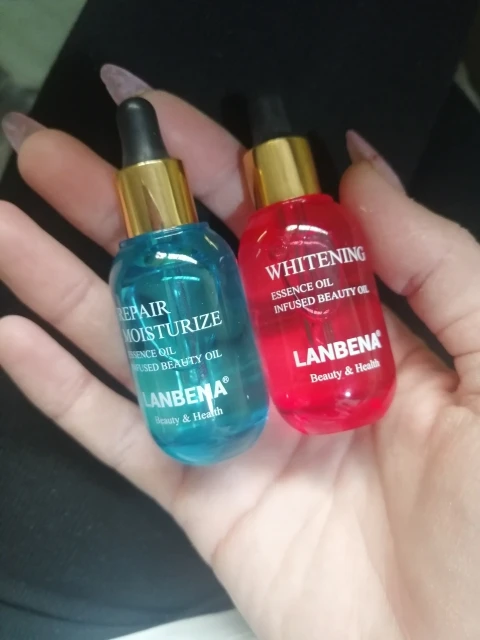 REPAIR
MOISTURIZE
ESSENCE OIL
INFUSED BEAUTY OIL
LANBENA®
Beauty & Health
WHITENING
ESSENCE OIL
INFUSED BEAUTY OIL
LANBENA®
Beauty & Health